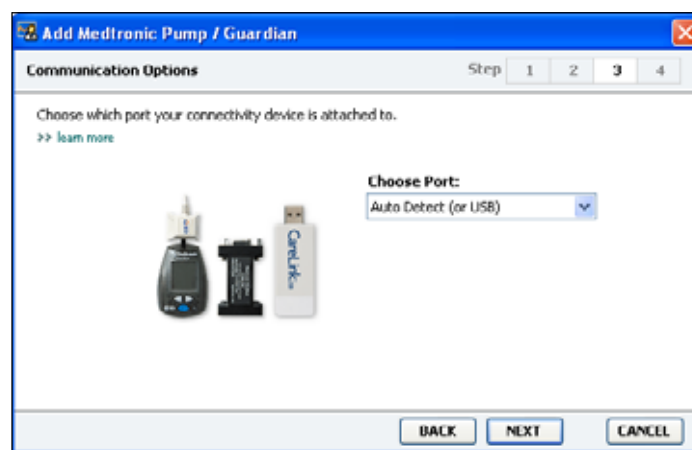 Add Medtronic Pump / Guardian
Communication Options
Step 1 2 3 4
Choose which port your connectivity device is attached to.
>> learn more
Choose Port:
Auto Detect (or USB)
CareLink
BACK NEXT CANCEL